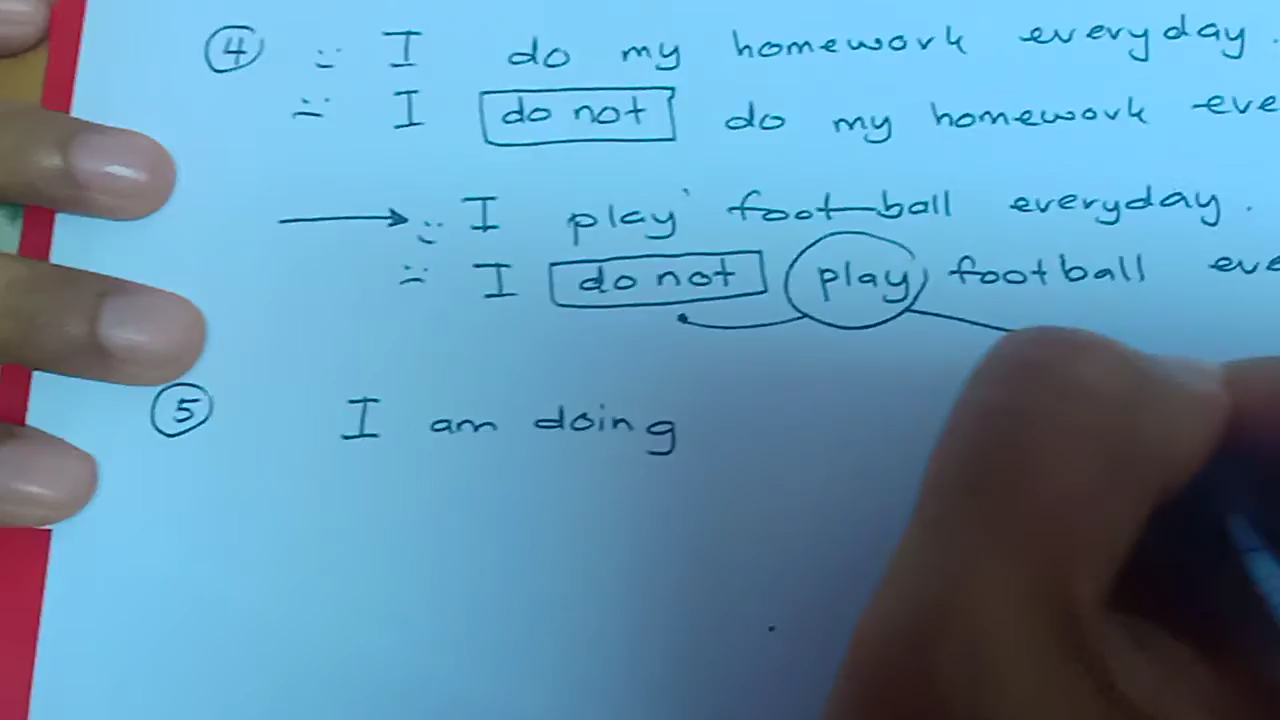 ④ I do my homework everyday.
I do not do my homework eve
I play football everyday.
I do not play football eve
⑤ I am doing